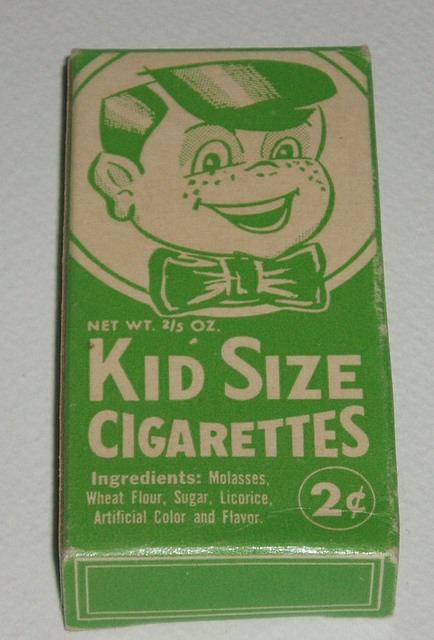 NET WT. 2/5 OZ.
KID SIZE
CIGARETTES
Ingredients: Molasses,
Wheat Flour, Sugar, Licorice,
Artificial Color and Flavor.
2¢